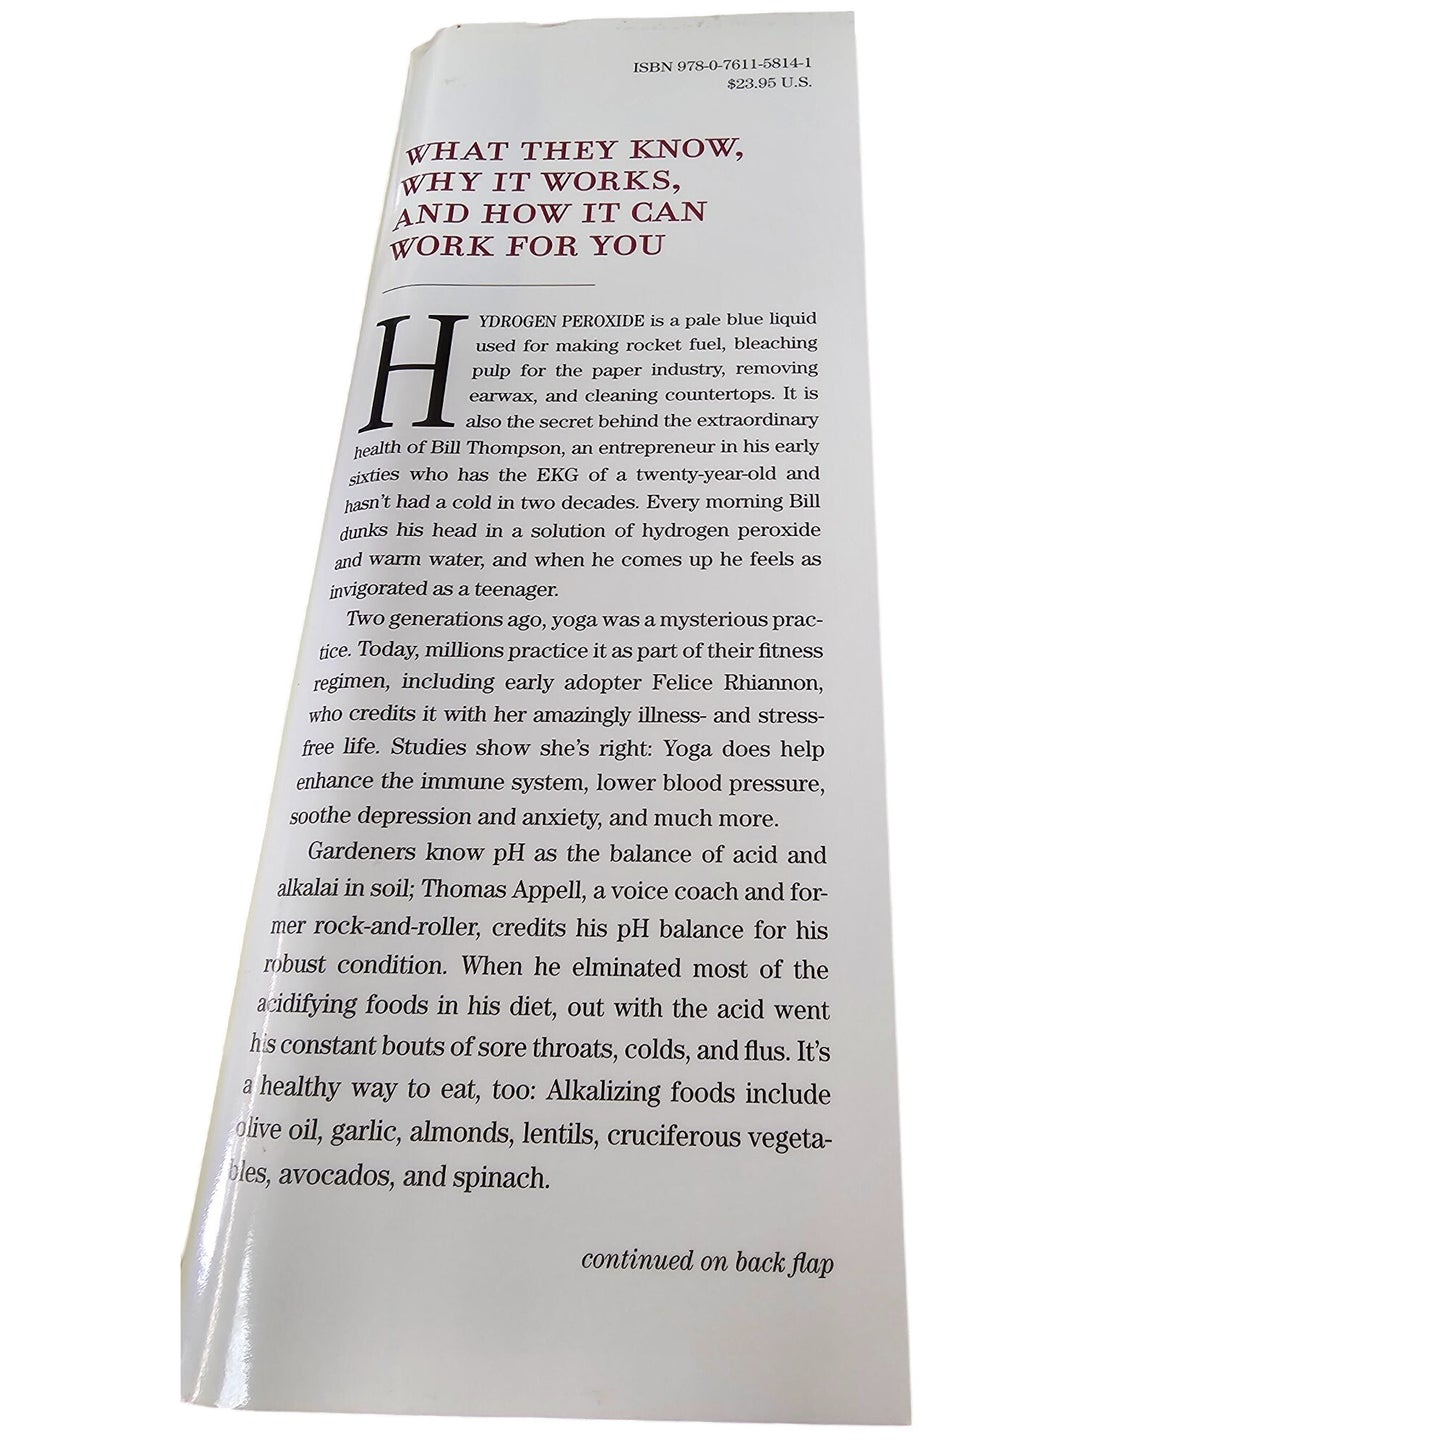 ISBN 978-0-7611-5814-1
$23.95 U.S.
WHAT THEY KNOW,
WHY IT WORKS,
AND HOW IT CAN
WORK FOR YOU
HYDROGEN PEROXIDE is a pale blue liquid
used for making rocket fuel, bleaching
pulp for the paper industry, removing
earwax, and cleaning countertops. It is
also the secret behind the extraordinary
health of Bill Thompson, an entrepreneur in his early
sixties who has the EKG of a twenty-year-old and
hasn't had a cold in two decades. Every morning Bill
dunks his head in a solution of hydrogen peroxide
and warm water, and when he comes up he feels as
invigorated as a teenager.
Two generations ago, yoga was a mysterious prac-
tice. Today, millions practice it as part of their fitness
regimen, including early adopter Felice Rhiannon,
who credits it with her amazingly illness- and stress-
free life. Studies show she's right: Yoga does help
enhance the immune system, lower blood pressure,
soothe depression and anxiety, and much more.
Gardeners know pH as the balance of acid and
alkalai in soil; Thomas Appell, a voice coach and for-
mer rock-and-roller, credits his pH balance for his
robust condition. When he elminated most of the
acidifying foods in his diet, out with the acid went
his constant bouts of sore throats, colds, and flus. It's
a healthy way to eat, too: Alkalizing foods include
olive oil, garlic, almonds, lentils, cruciferous vegeta-
bles, avocados, and spinach.
continued on back flap